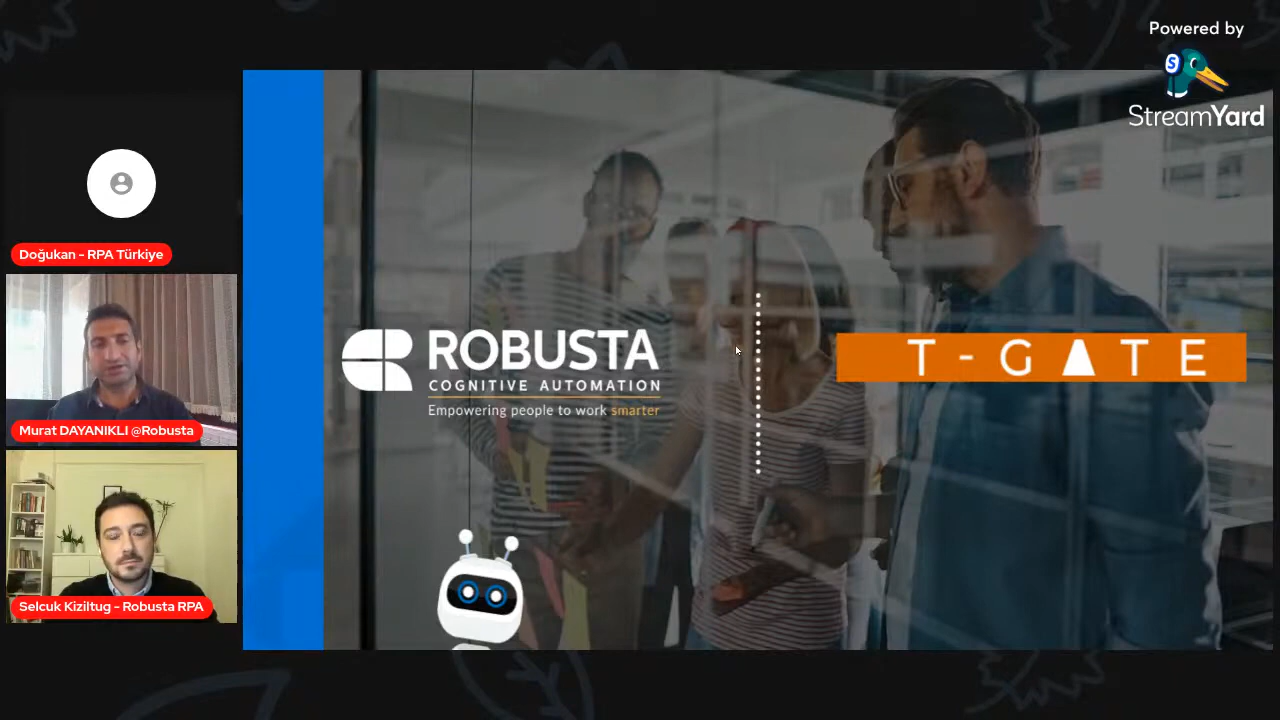 Powered by
S
StreamYard
Doğukan - RPA Türkiye
Murat DAYANIKLI @Robusta
Selcuk Kiziltug - Robusta RPA
ROBUSTA
COGNITIVE AUTOMATION
Empowering people to work smarter
T-GATE